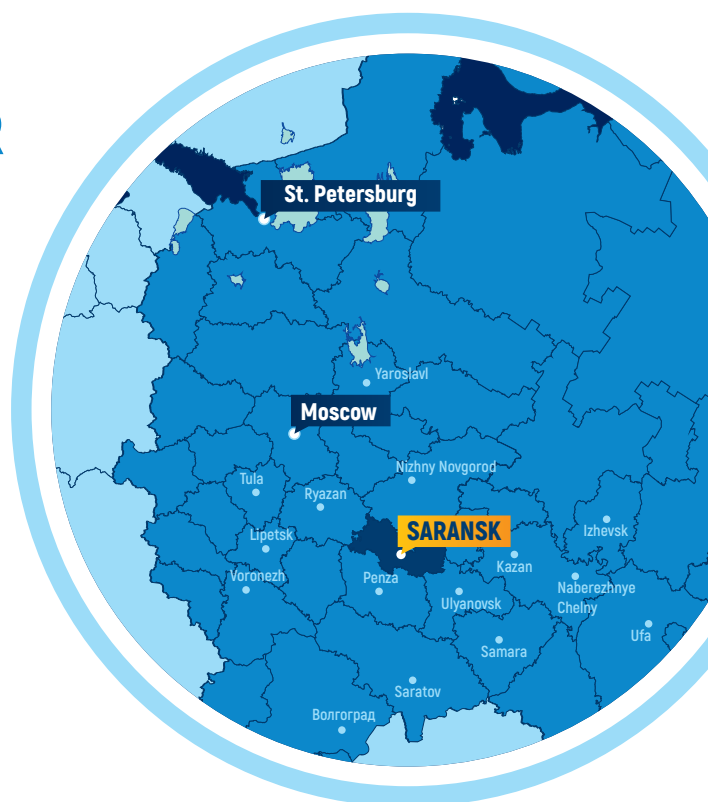 St. Petersburg
Yaroslavl
Moscow
Nizhny Novgorod
Tula
Ryazan
SARANSK
Izhevsk
Lipetsk
Kazan
Voronezh
Penza
Ulyanovsk
Naberezhnye
Chelny
Ufa
Samara
Saratov
Волгоград